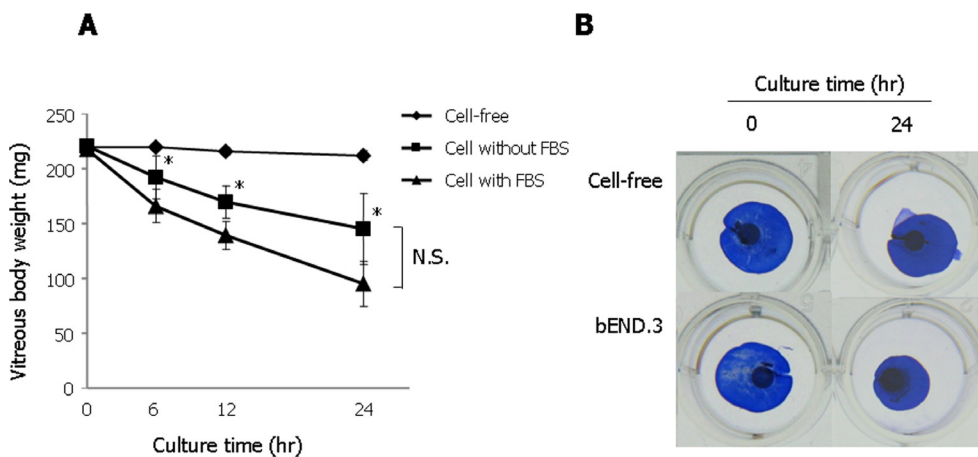 A
250
200
150
100
50
0
0
6
12
24
Vitreous body weight (mg)
Culture time (hr)
*
*
*
N.S.
Cell-free
Cell without FBS
Cell with FBS
B
Culture time (hr)
0
24
Cell-free
bEND.3